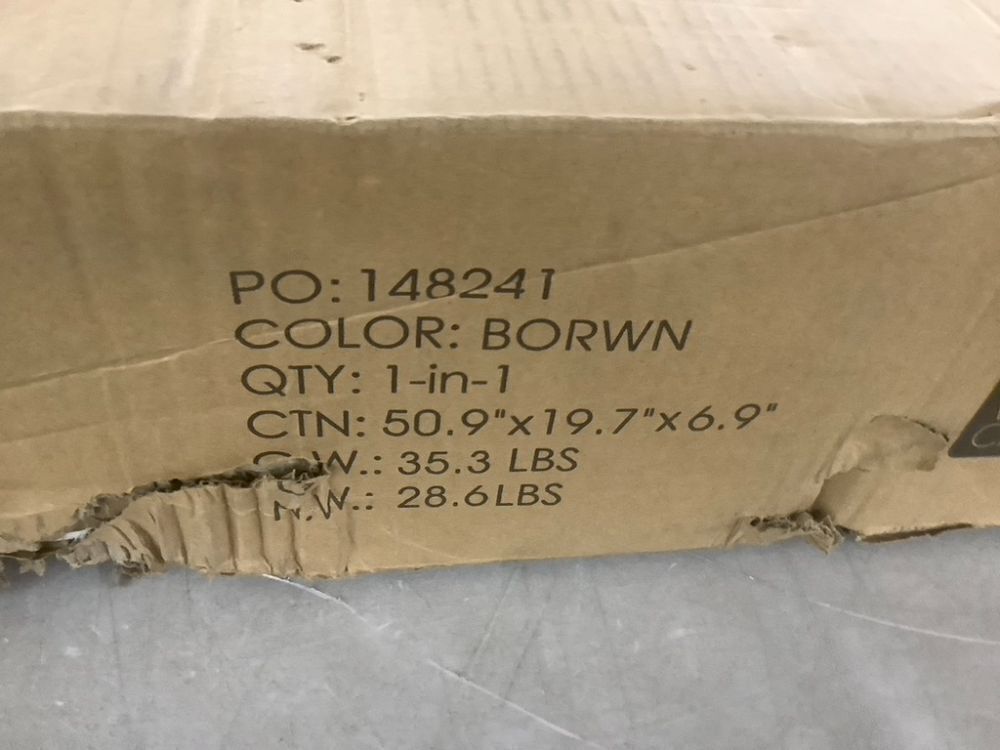 PO: 148241
COLOR: BORWN
QTY: 1-in-1
CTN: 50.9"x19.7"x6.9"
G.W.: 35.3 LBS
N.W.: 28.6LBS